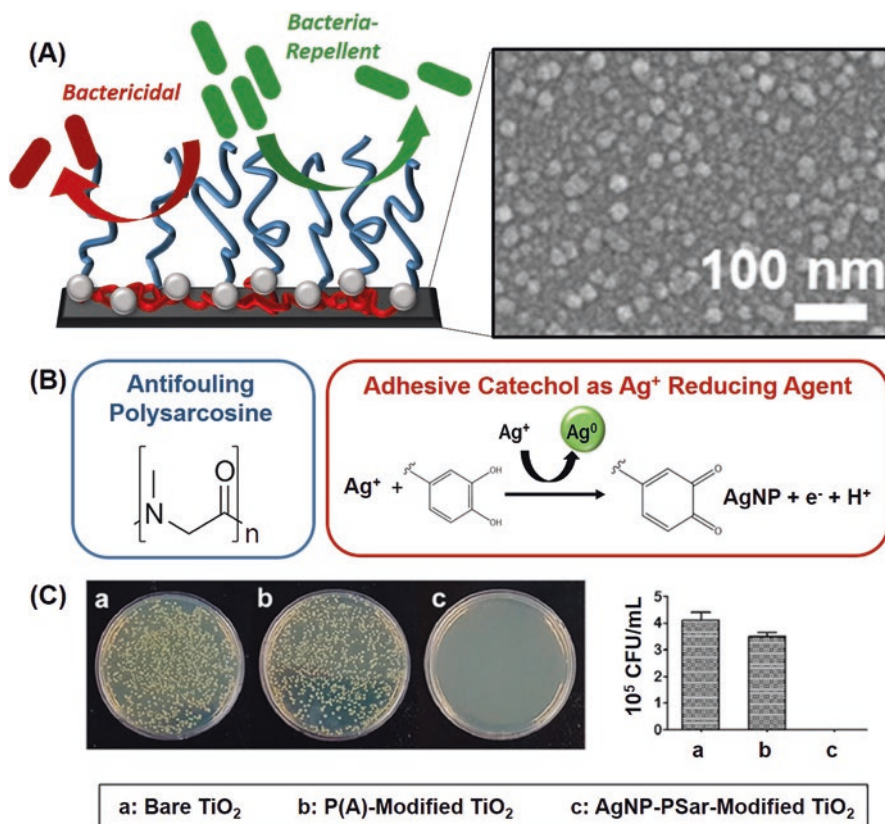 (A)
Bactericidal
Bacteria-
Repellent
100 nm
(B)
Antifouling
Polysarcosine
N
O
n
Adhesive Catechol as Ag⁺ Reducing Agent
Ag⁺
Ag⁰
Ag⁺ +
OH
OH
O
O
AgNP + e⁻ + H⁺
(C)
a
b
c
10⁵ CFU/mL
5
4
3
2
1
0
a
b
c
a: Bare TiO₂
b: P(A)-Modified TiO₂
c: AgNP-PSar-Modified TiO₂